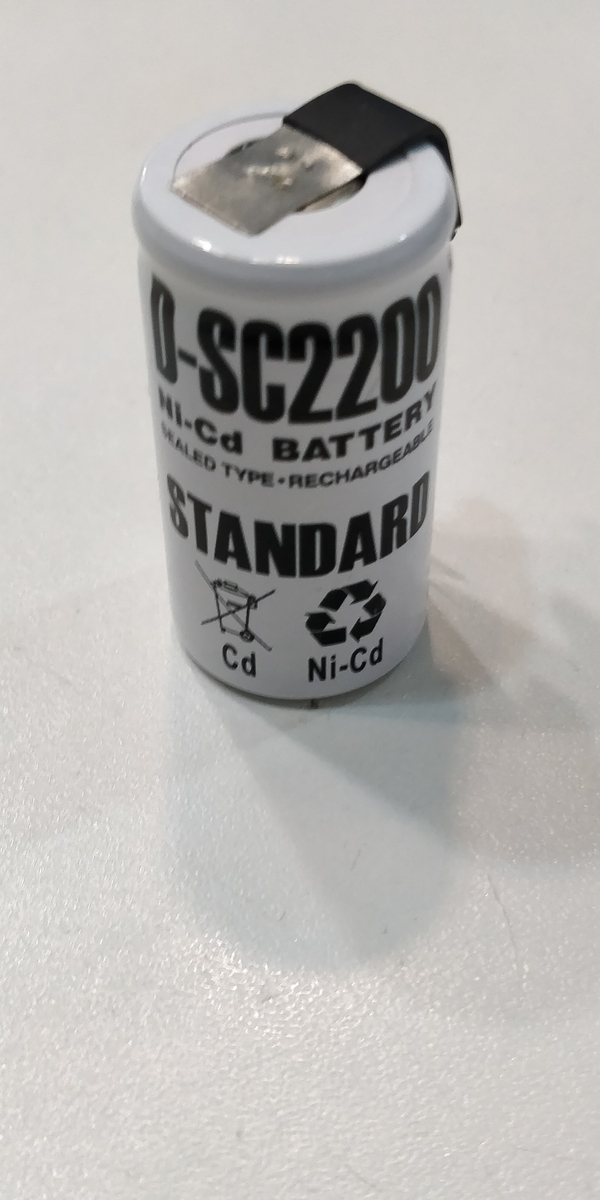 D-SC2200
Ni-Cd BATTERY
SEALED TYPE•RECHARGEABLE
STANDARD
Cd
Ni-Cd